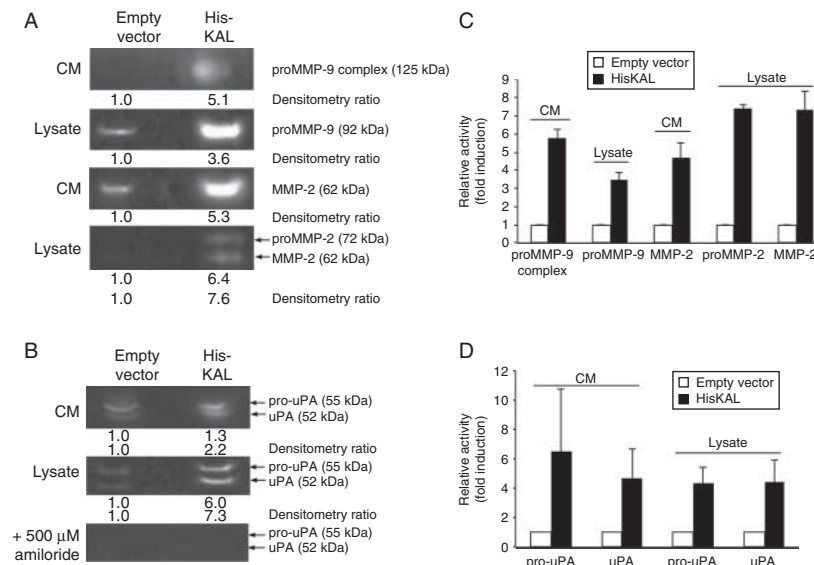 A
Empty vector
His-KAL
CM
proMMP-9 complex (125 kDa)
1.0 5.1 Densitometry ratio
Lysate
proMMP-9 (92 kDa)
1.0 3.6 Densitometry ratio
CM
MMP-2 (62 kDa)
1.0 5.3 Densitometry ratio
Lysate
proMMP-2 (72 kDa)
MMP-2 (62 kDa)
1.0 6.4
1.0 7.6 Densitometry ratio
B
Empty vector
His-KAL
CM
pro-uPA (55 kDa)
uPA (52 kDa)
1.0 1.3
1.0 2.2 Densitometry ratio
Lysate
pro-uPA (55 kDa)
uPA (52 kDa)
1.0 6.0
1.0 7.3 Densitometry ratio
+ 500 μM amiloride
pro-uPA (55 kDa)
uPA (52 kDa)
C
Empty vector
HisKAL
Relative activity
(fold induction)
9
8
7
6
5
4
3
2
1
0
CM
Lysate
CM
Lysate
proMMP-9 complex
proMMP-9
MMP-2
proMMP-2
MMP-2
D
Empty vector
HisKAL
Relative activity
(fold induction)
12
10
8
6
4
2
0
CM
Lysate
pro-uPA
uPA
pro-uPA
uPA